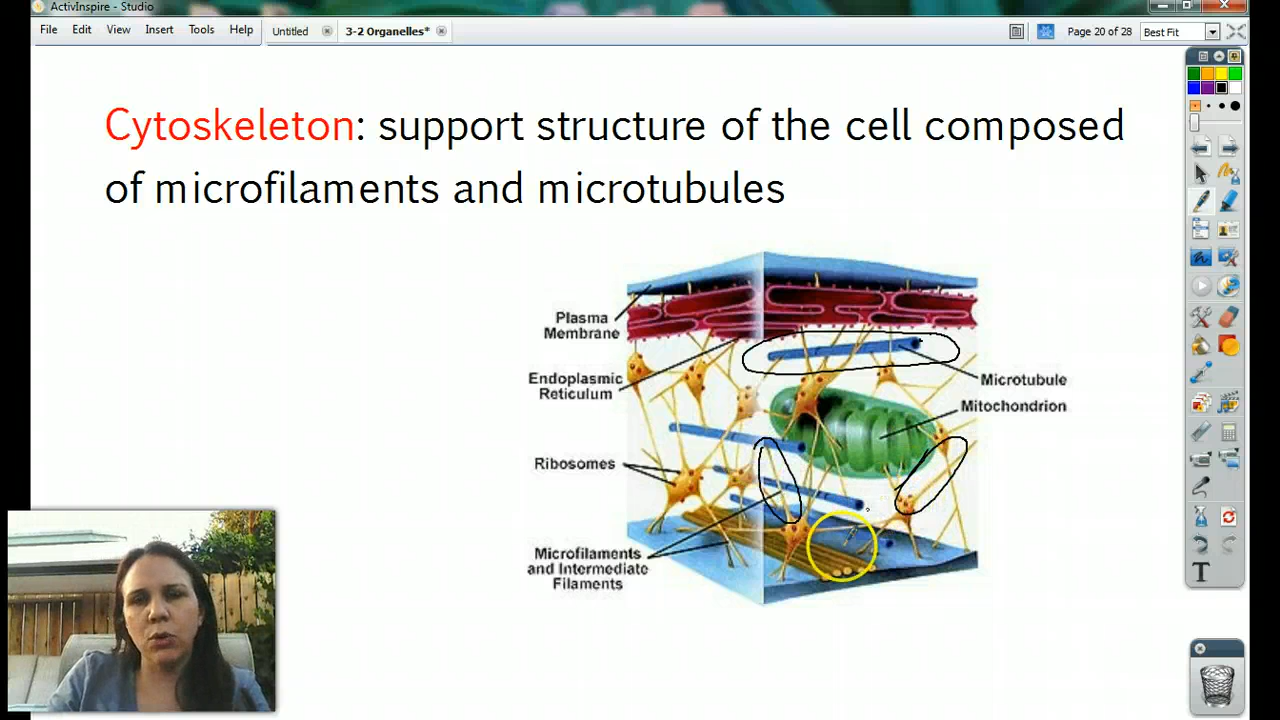 ActivInspire - Studio
File Edit View Insert Tools Help Untitled 3-2 Organelles* Page 20 of 28 Best Fit
Cytoskeleton: support structure of the cell composed
of microfilaments and microtubules
Plasma
Membrane
Endoplasmic
Reticulum
Microtubule
Mitochondrion
Ribosomes
Microfilaments
and Intermediate
Filaments
T